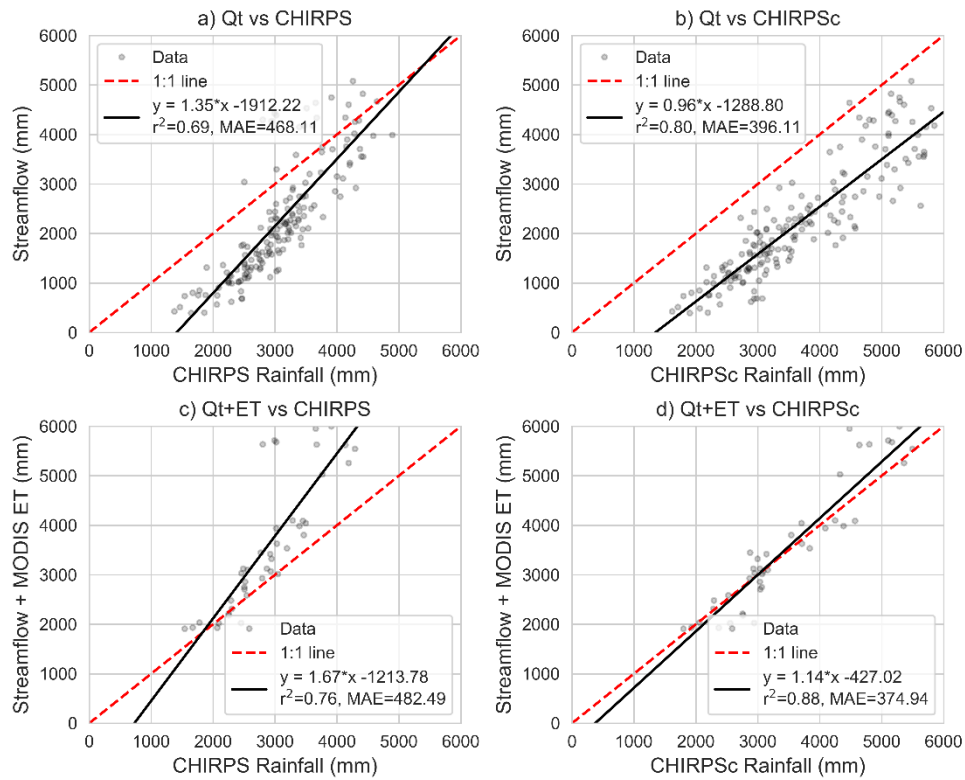 a) Qt vs CHIRPS
Streamflow (mm)
6000
5000
4000
3000
2000
1000
0
Data
1:1 line
y = 1.35*x -1912.22
r²=0.69, MAE=468.11
0 1000 2000 3000 4000 5000 6000
CHIRPS Rainfall (mm)
b) Qt vs CHIRPSc
Streamflow (mm)
6000
5000
4000
3000
2000
1000
0
Data
1:1 line
y = 0.96*x -1288.80
r²=0.80, MAE=396.11
0 1000 2000 3000 4000 5000 6000
CHIRPSc Rainfall (mm)
c) Qt+ET vs CHIRPS
Streamflow + MODIS ET (mm)
6000
5000
4000
3000
2000
1000
0
Data
1:1 line
y = 1.67*x -1213.78
r²=0.76, MAE=482.49
0 1000 2000 3000 4000 5000 6000
CHIRPS Rainfall (mm)
d) Qt+ET vs CHIRPSc
Streamflow + MODIS ET (mm)
6000
5000
4000
3000
2000
1000
0
Data
1:1 line
y = 1.14*x -427.02
r²=0.88, MAE=374.94
0 1000 2000 3000 4000 5000 6000
CHIRPSc Rainfall (mm)